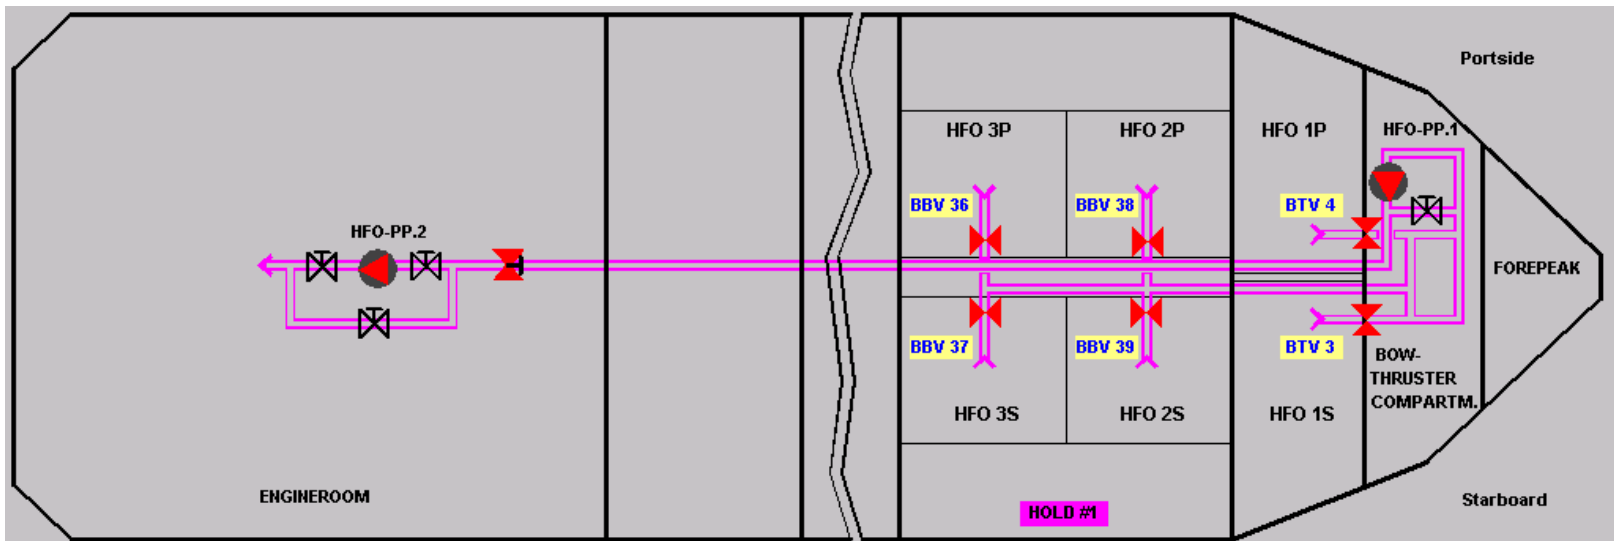 Portside
HFO 3P
HFO 2P
HFO 1P
HFO-PP.1
BBV 36
BBV 38
BTV 4
HFO-PP.2
FOREPEAK
BBV 37
BBV 39
BTV 3
BOW-
THRUSTER
COMPARTM.
HFO 3S
HFO 2S
HFO 1S
ENGINEROOM
HOLD #1
Starboard